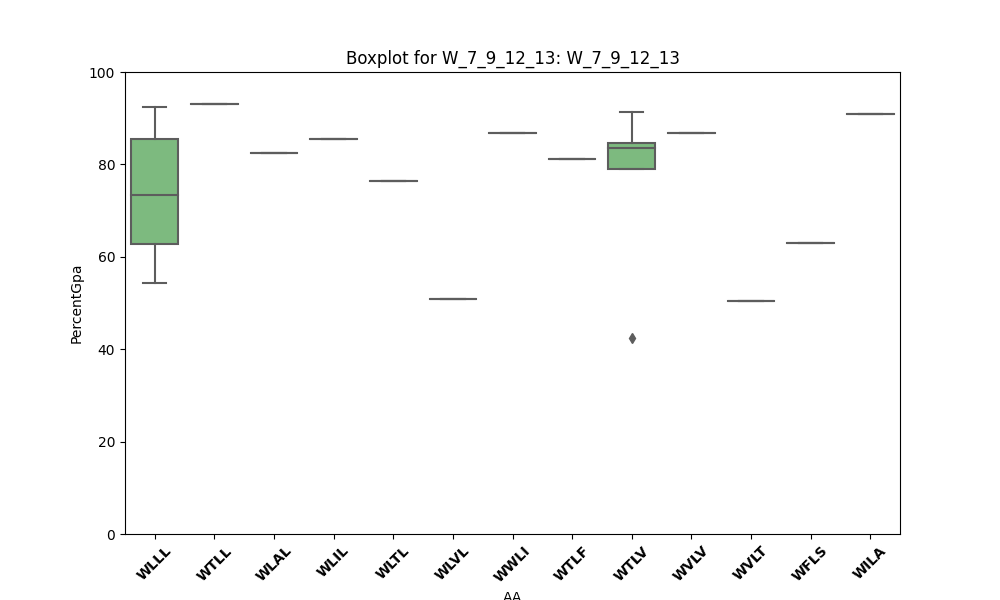 Boxplot for W_7_9_12_13: W_7_9_12_13
100
80
60
40
20
0
PercentGpa
WLLL
WTLL
WLAL
WLIL
WLTL
WLVL
WWLI
WTLF
WTLV
WVLV
WVLT
WFLS
WILA
AA